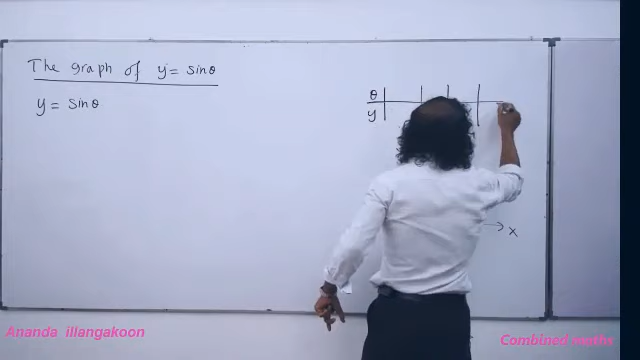 The graph of y = sinθ
y = sinθ
θ
y
→ x
Ananda illangakoon
Combined maths